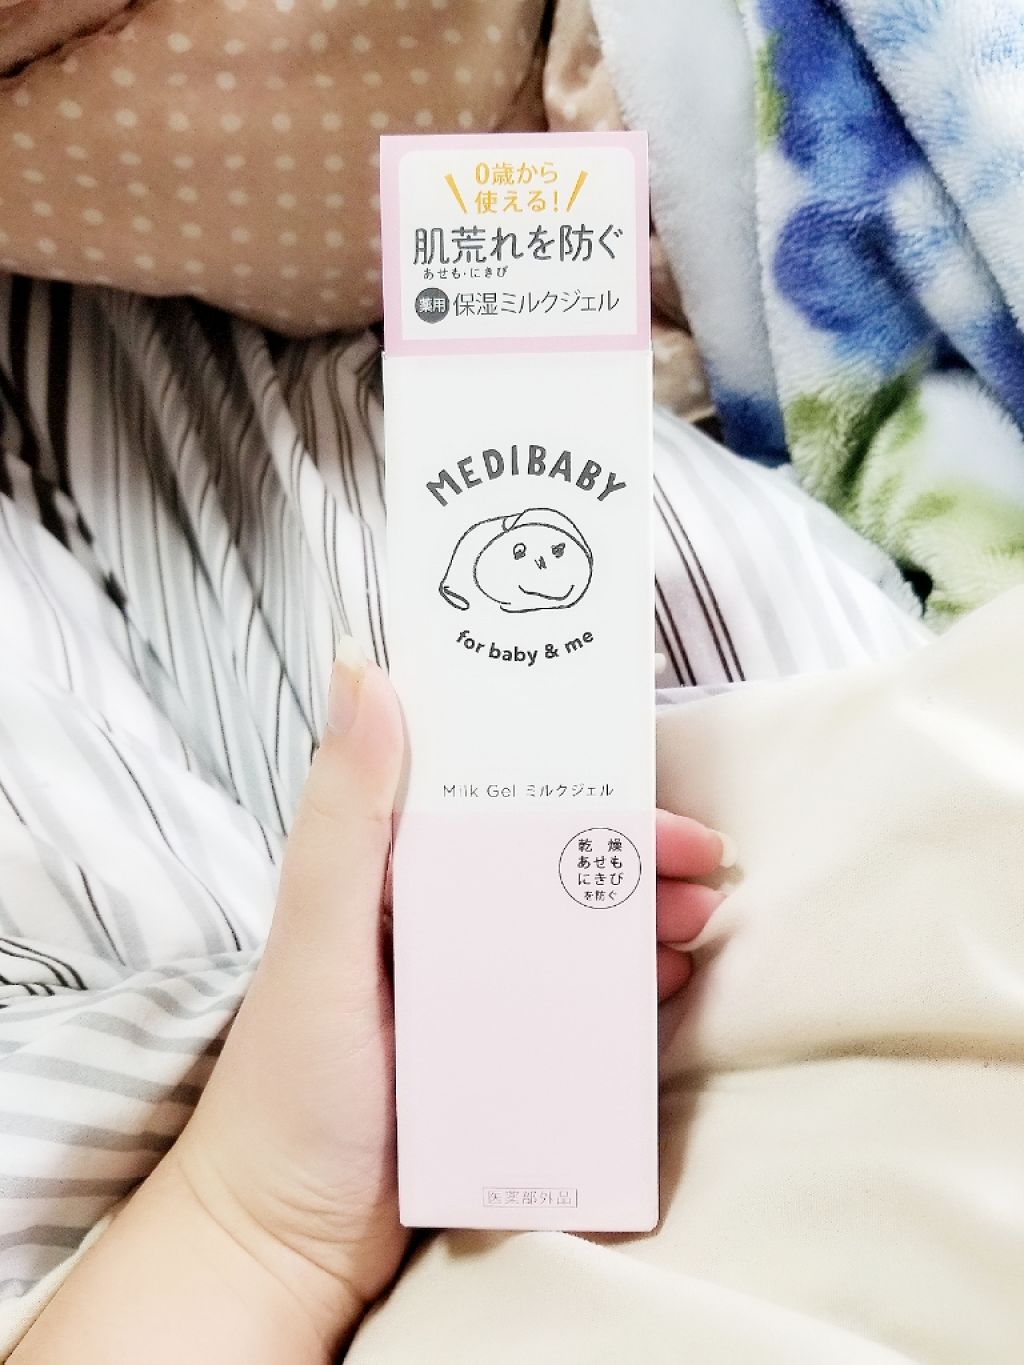 0歳から
使える!
肌荒れを防ぐ
あせも・にきび
薬用 保湿ミルクジェル
MEDIBABY
for baby & me
Milk Gel ミルクジェル
乾燥
あせも
にきび
を防ぐ
医薬部外品